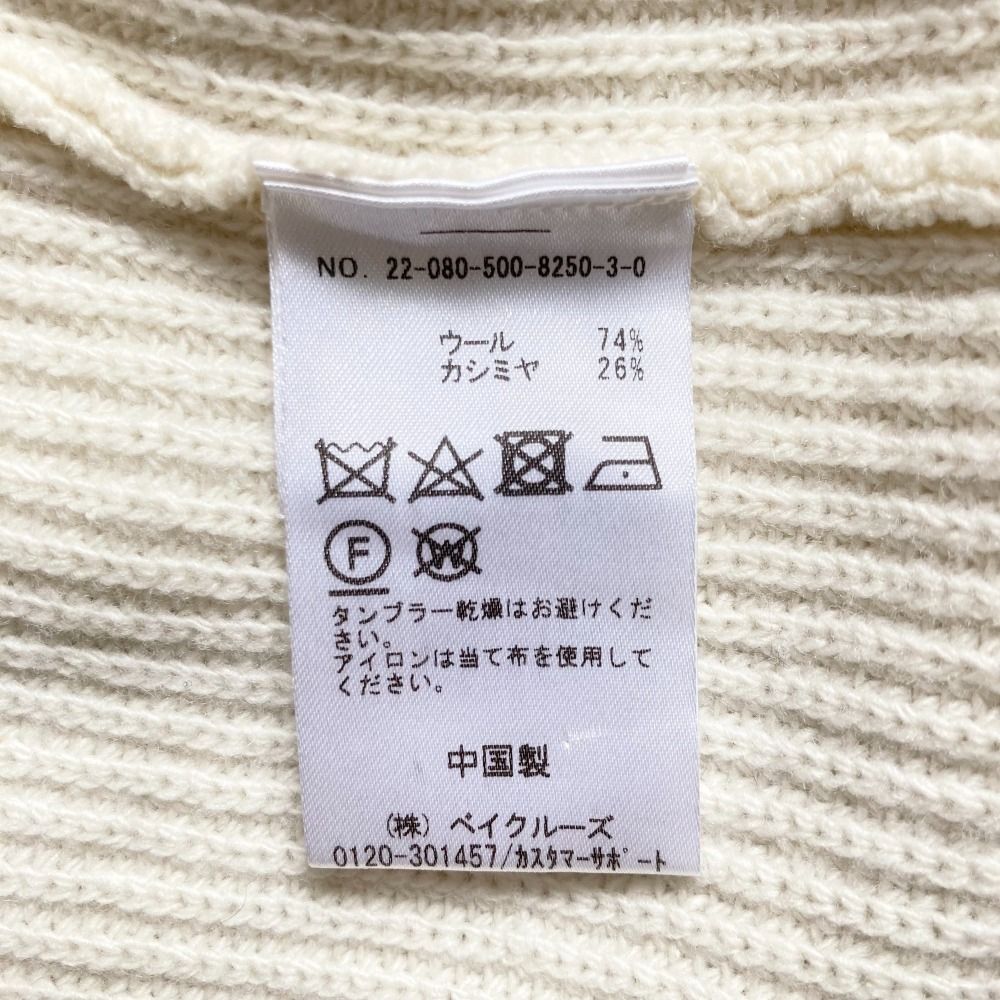 NO. 22-080-500-8250-3-0
ウール 74%
カシミヤ 26%
F W
タンブラー乾燥はお避けくだ
さい。
アイロンは当て布を使用して
ください。
中国製
(株) ベイクルーズ
0120-301457/カスタマーサポート